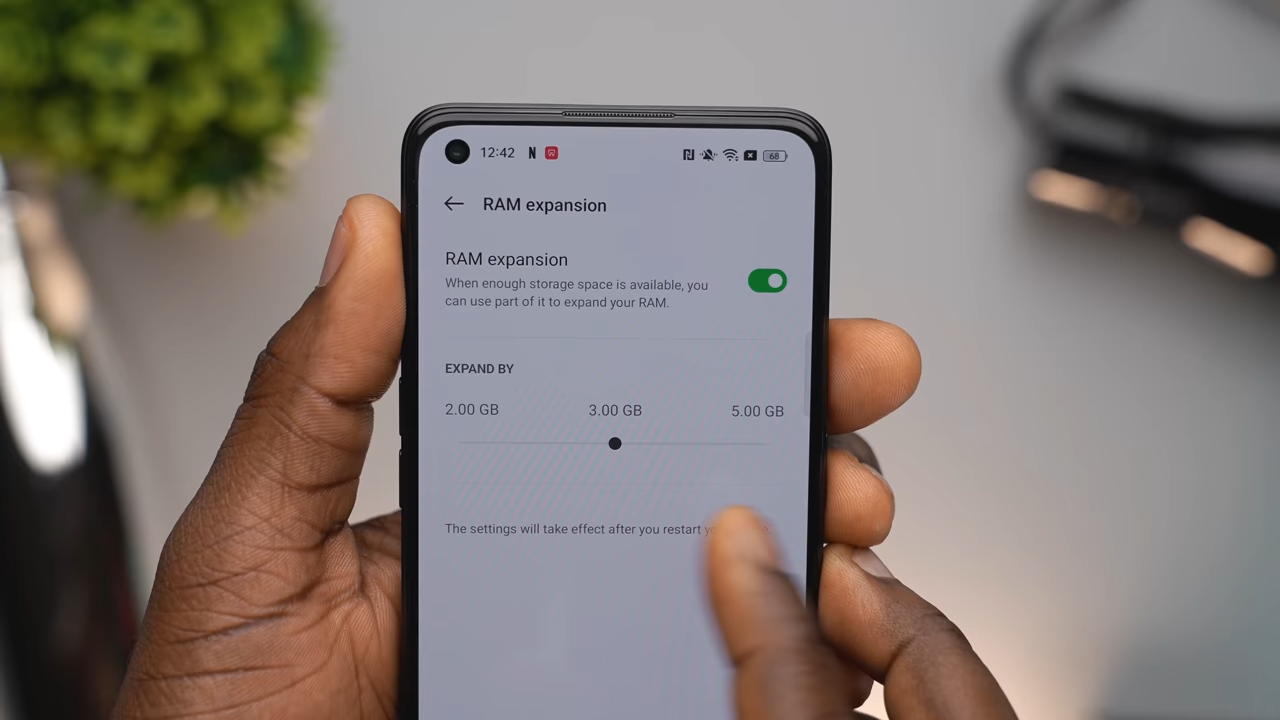 12:42 N 68
RAM expansion
RAM expansion
When enough storage space is available, you
can use part of it to expand your RAM.
EXPAND BY
2.00 GB 3.00 GB 5.00 GB
The settings will take effect after you restart